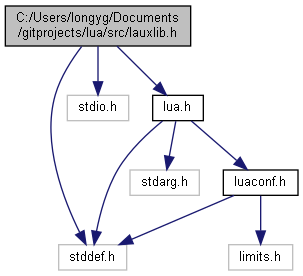 C:/Users/longyg/Documents
/gitprojects/lua/src/lauxlib.h
stdio.h
lua.h
stdarg.h
luaconf.h
stddef.h
limits.h